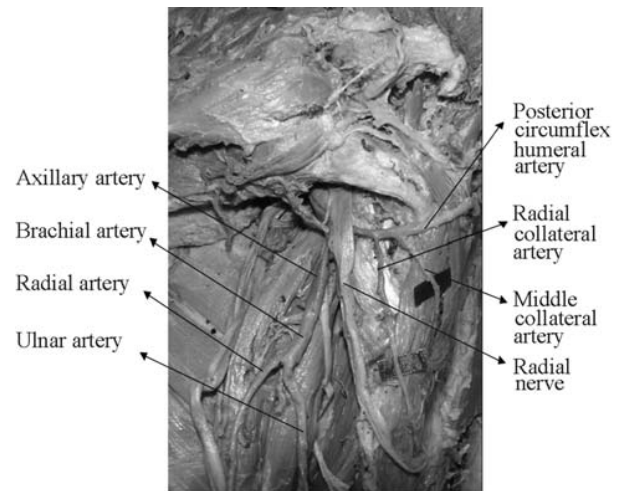 Axillary artery
Brachial artery
Radial artery
Ulnar artery
Posterior
circumflex
humeral
artery
Radial
collateral
artery
Middle
collateral
artery
Radial
nerve